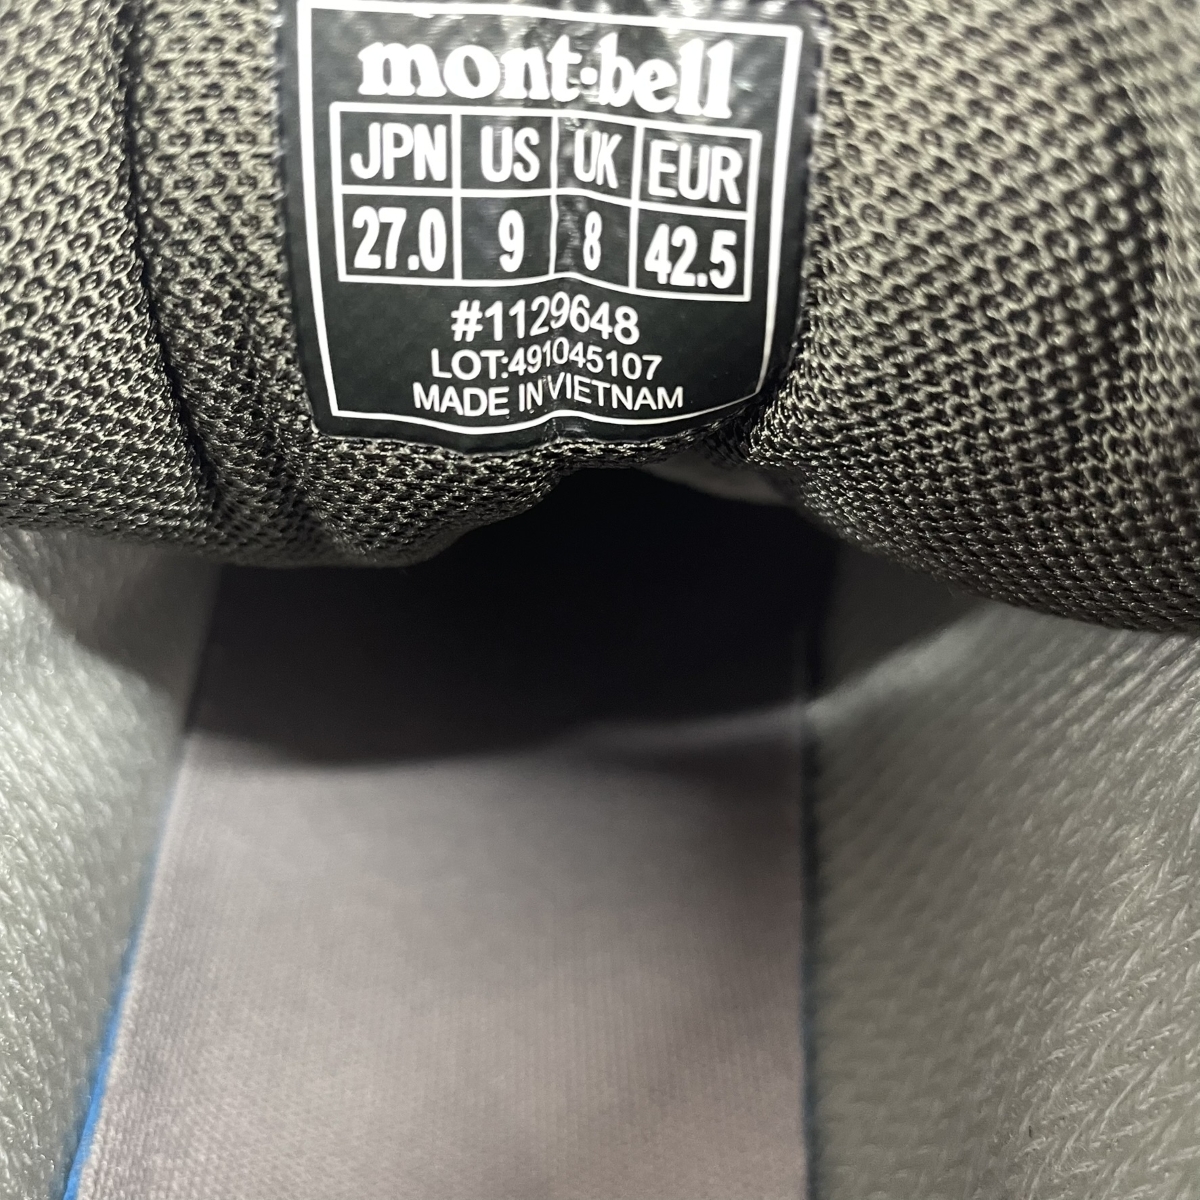 mont·bell
JPN US UK EUR
27.0 9 8 42.5
#1129648
LOT:491045107
MADE IN VIETNAM